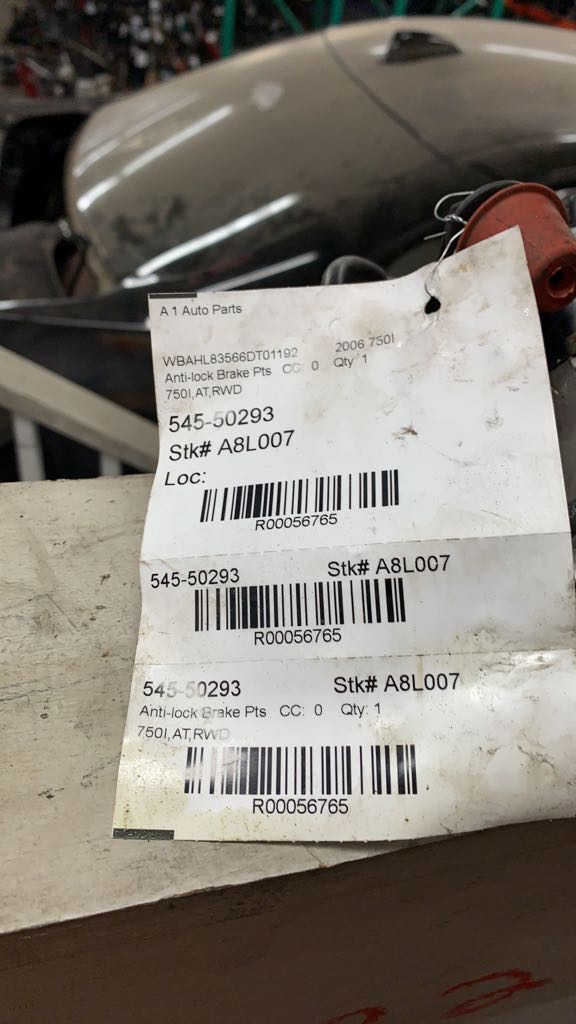 A 1 Auto Parts
WBAHL83566DT01192 2006 750I
Anti-lock Brake Pts CC: 0 Qty: 1
750I,AT,RWD
545-50293
Stk# A8L007
Loc:
R00056765
545-50293 Stk# A8L007
R00056765
545-50293 Stk# A8L007
Anti-lock Brake Pts CC: 0 Qty: 1
750I,AT,RWD
R00056765